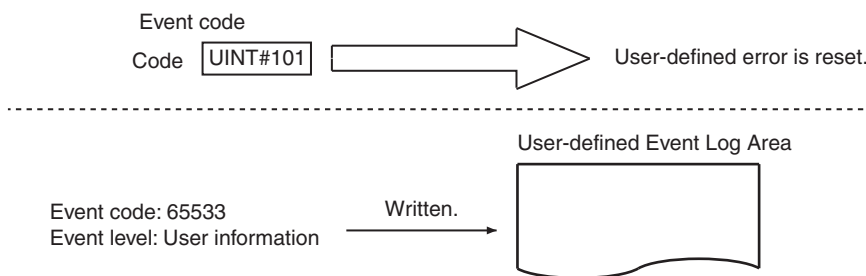 Event code
Code UINT#101 User-defined error is reset.
User-defined Event Log Area
Event code: 65533
Event level: User information
Written.